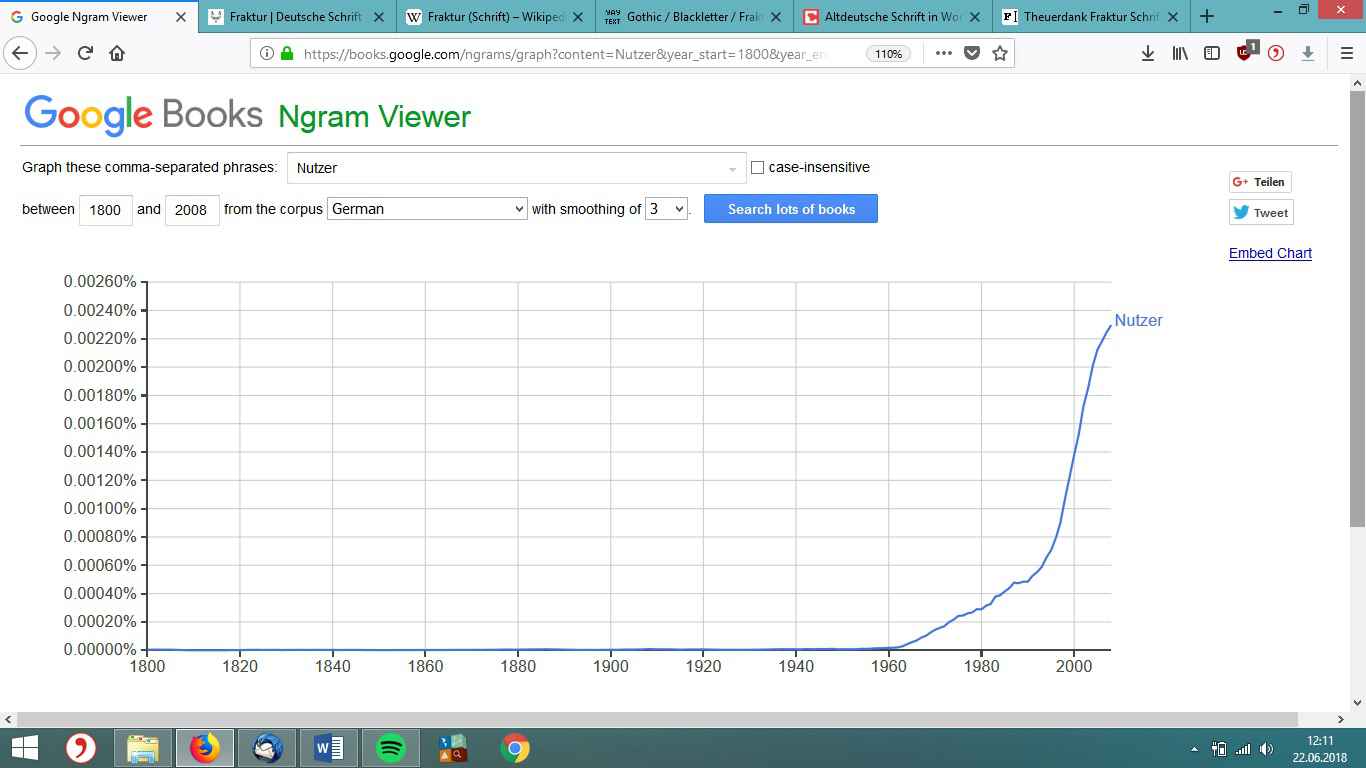 Google Ngram Viewer
Fraktur | Deutsche Schrift
Fraktur (Schrift) – Wikiped
YAY TEXT Gothic / Blackletter / Frak
Altdeutsche Schrift in Wor
FI Theuerdank Fraktur Schrif
https://books.google.com/ngrams/graph?content=Nutzer&year_start=1800&year_en
110%
1
Google Books Ngram Viewer
Graph these comma-separated phrases: Nutzer case-insensitive
between 1800 and 2008 from the corpus German with smoothing of 3 . Search lots of books
G+ Teilen
Tweet
Embed Chart
0.00260%
0.00240%
0.00220%
0.00200%
0.00180%
0.00160%
0.00140%
0.00120%
0.00100%
0.00080%
0.00060%
0.00040%
0.00020%
0.00000%
Nutzer
1800 1820 1840 1860 1880 1900 1920 1940 1960 1980 2000
12:11
22.06.2018